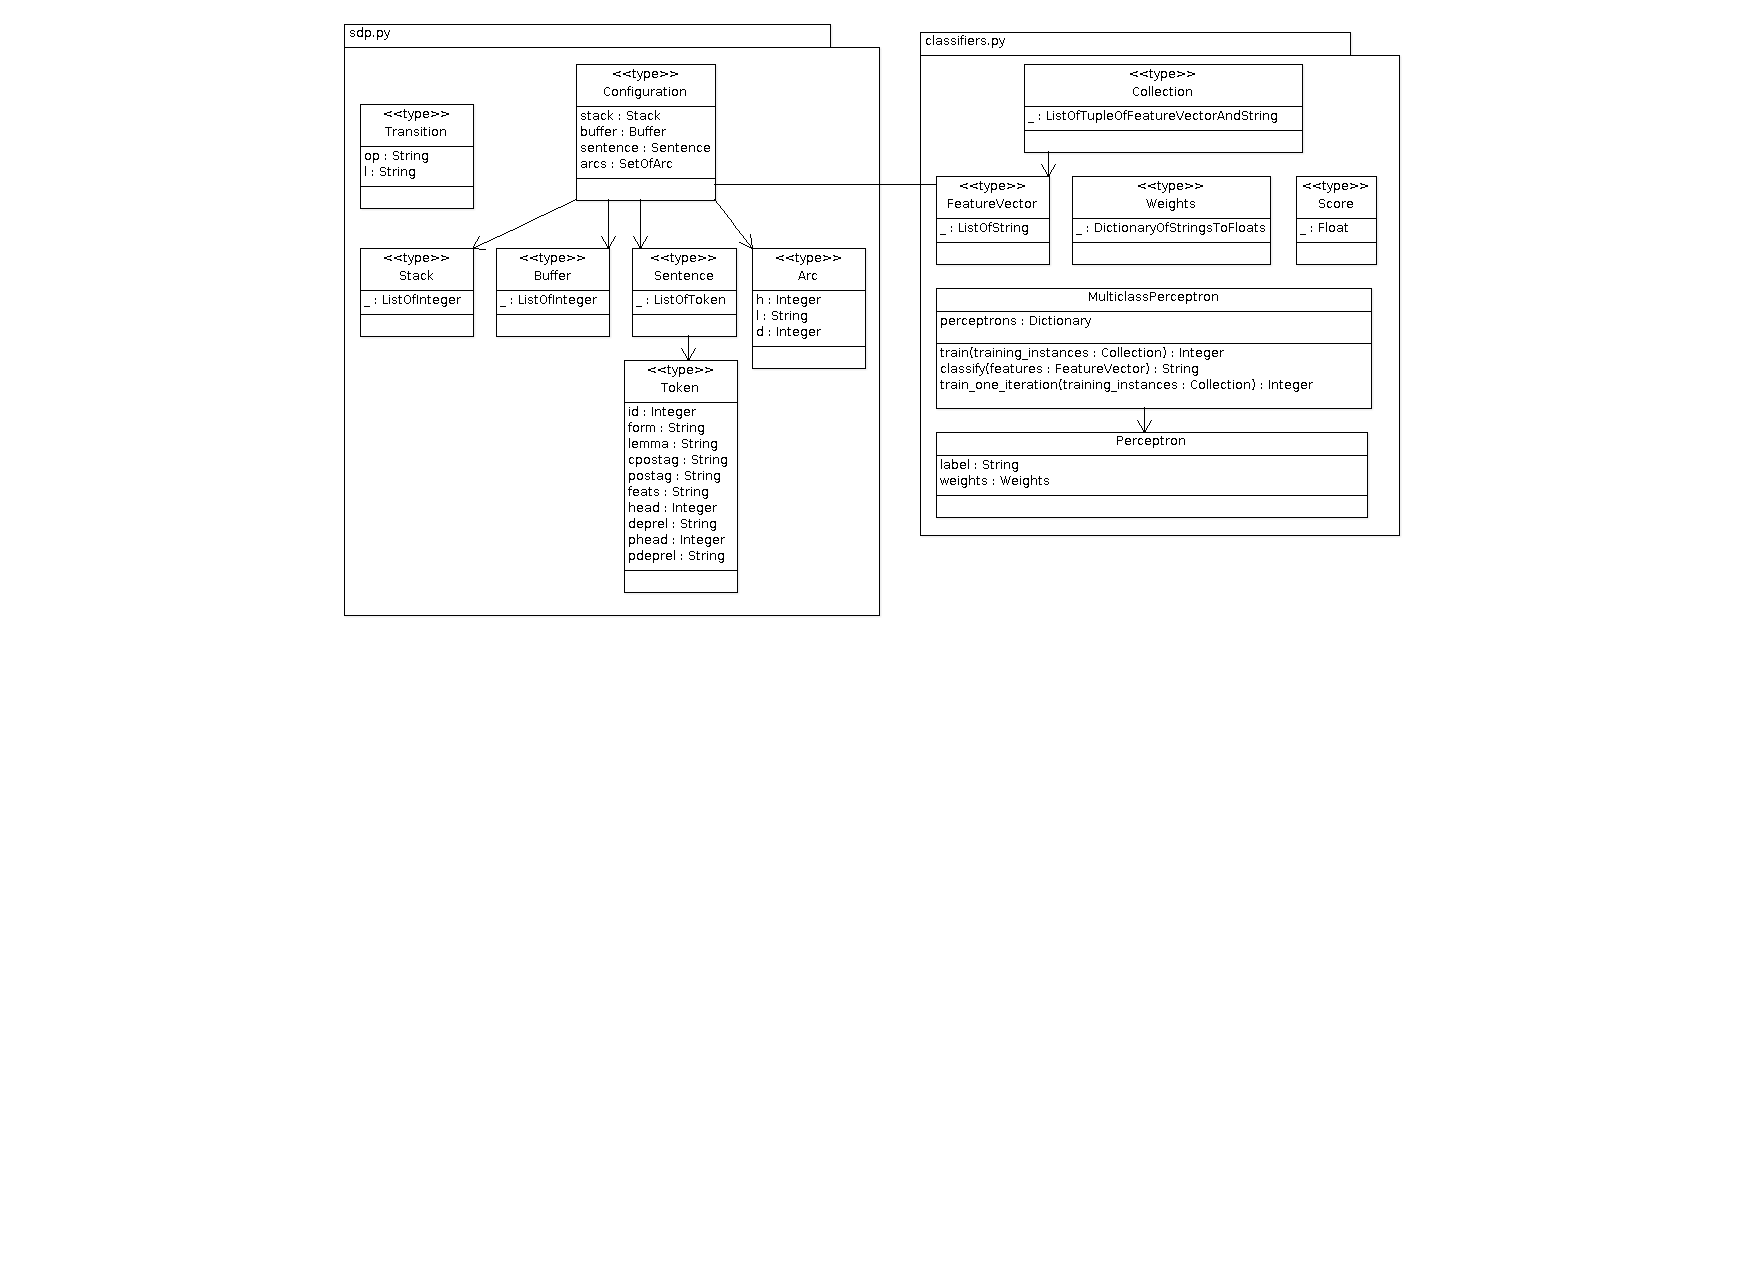 sdp.py
<<type>>
Configuration
stack : Stack
buffer : Buffer
sentence : Sentence
arcs : SetOfArc
<<type>>
Transition
op : String
l : String
<<type>>
Stack
_ : ListOfInteger
<<type>>
Buffer
_ : ListOfInteger
<<type>>
Sentence
_ : ListOfToken
<<type>>
Arc
h : Integer
l : String
d : Integer
<<type>>
Token
id : Integer
form : String
lemma : String
cpostag : String
postag : String
feats : String
head : Integer
deprel : String
phead : Integer
pdeprel : String
classifiers.py
<<type>>
Collection
_ : ListOfTupleOfFeatureVectorAndString
<<type>>
FeatureVector
_ : ListOfString
<<type>>
Weights
_ : DictionaryOfStringsToFloats
<<type>>
Score
_ : Float
MulticlassPerceptron
perceptrons : Dictionary
train(training_instances : Collection) : Integer
classify(features : FeatureVector) : String
train_one_iteration(training_instances : Collection) : Integer
Perceptron
label : String
weights : Weights